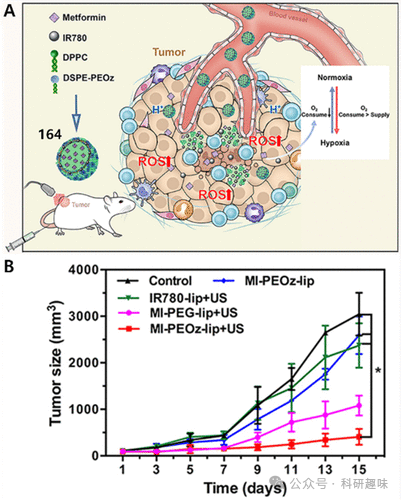 A
Metformin
IR780
DPPC
DSPE-PEOz
164
Tumor
Blood vessel
H⁺
H⁺
ROS
ROS
ROS
Tumor
Normoxia
O₂
Consume
O₂
Consume > Supply
Hypoxia
B
Tumor size (mm³)
4000
3000
2000
1000
0
Control
MI-PEOz-lip
IR780-lip+US
MI-PEG-lip+US
MI-PEOz-lip+US
*
1 3 5 7 9 11 13 15
Time (days)
公众号 · 科研趣味